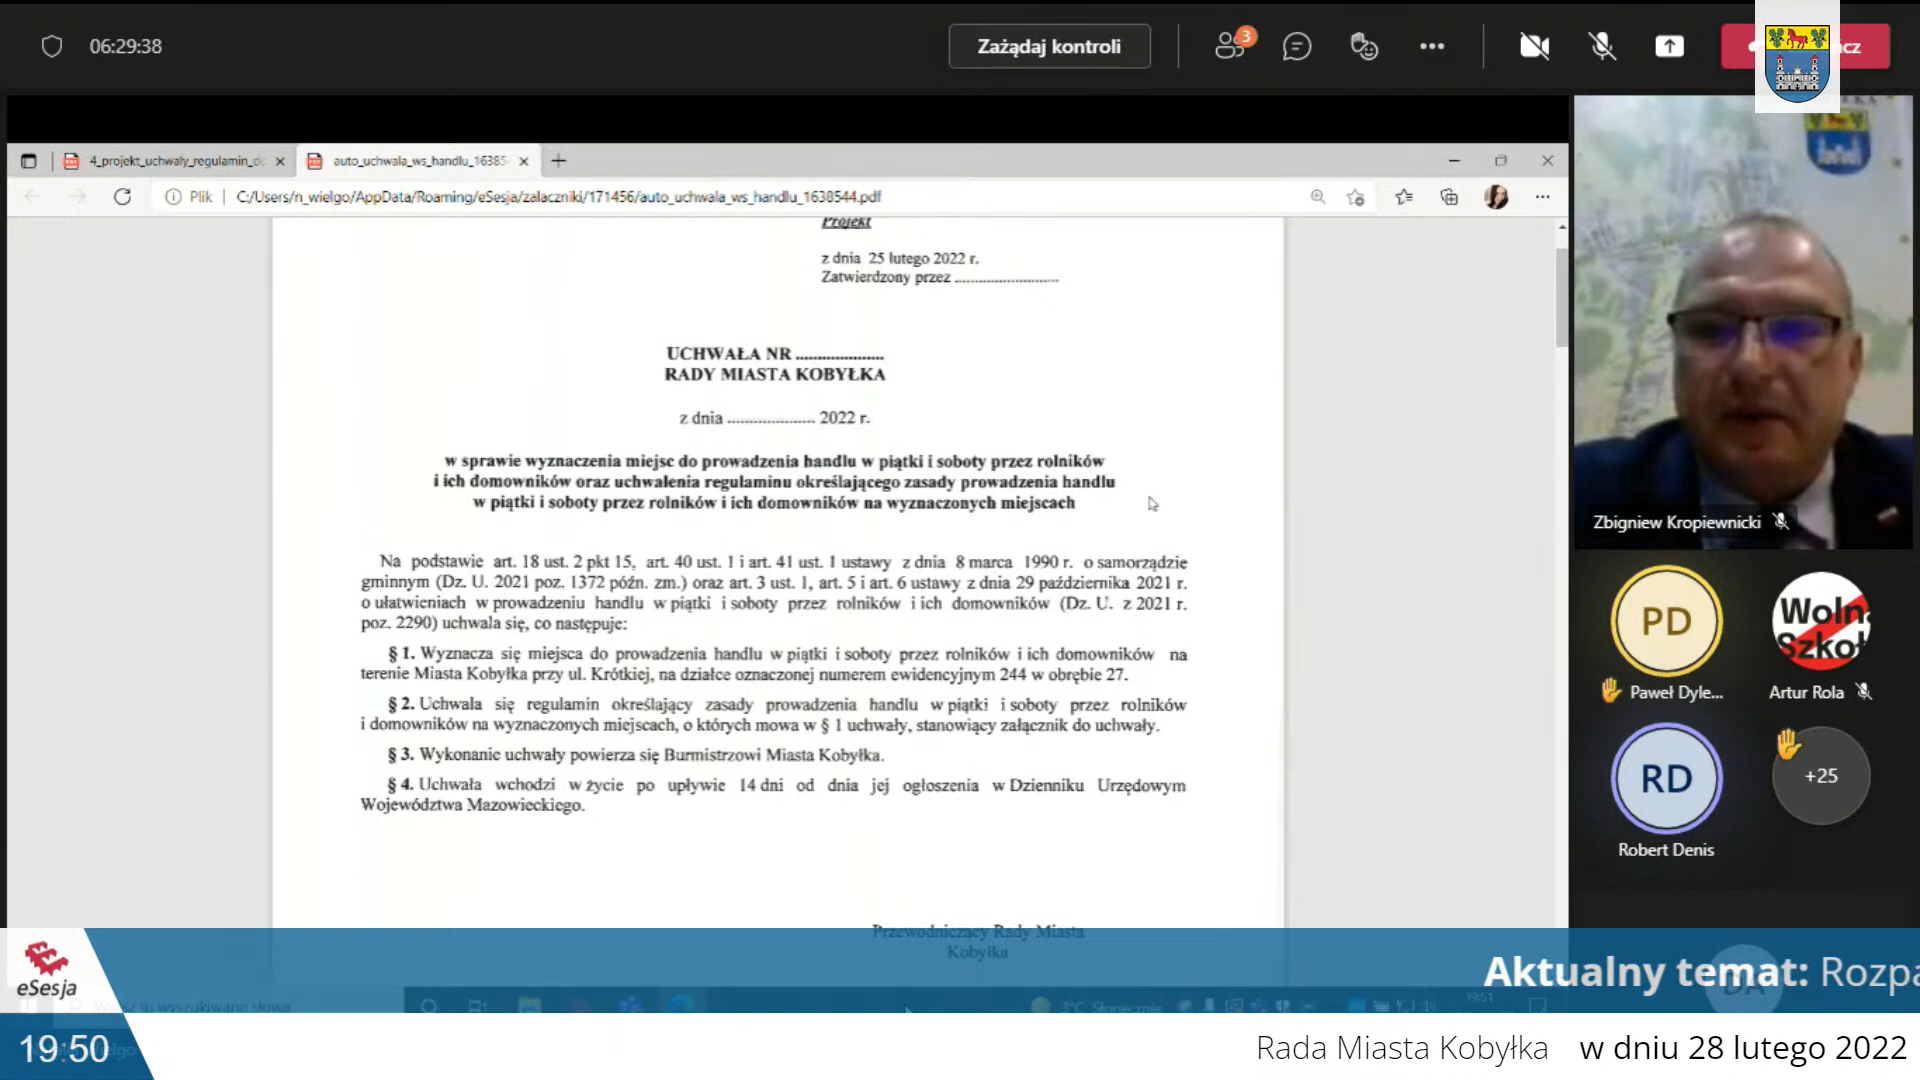 06:29:38
Zażądaj kontroli
3
4_projekt_uchwaly_regulamin_do
auto_uchwala_ws_handlu_16385
Plik
C:/Users/n_wielgo/AppData/Roaming/eSesja/zalaczniki/171456/auto_uchwala_ws_handlu_1638544.pdf
Projekt
z dnia 25 lutego 2022 r.
Zatwierdzony przez ..........................
UCHWAŁA NR .....................
RADY MIASTA KOBYŁKA
z dnia ..................... 2022 r.
w sprawie wyznaczenia miejsc do prowadzenia handlu w piątki i soboty przez rolników
i ich domowników oraz uchwalenia regulaminu określającego zasady prowadzenia handlu
w piątki i soboty przez rolników i ich domowników na wyznaczonych miejscach
Na podstawie art. 18 ust. 2 pkt 15, art. 40 ust. 1 i art. 41 ust. 1 ustawy z dnia 8 marca 1990 r. o samorządzie
gminnym (Dz. U. 2021 poz. 1372 późn. zm.) oraz art. 3 ust. 1, art. 5 i art. 6 ustawy z dnia 29 października 2021 r.
o ułatwieniach w prowadzeniu handlu w piątki i soboty przez rolników i ich domowników (Dz. U. z 2021 r.
poz. 2290) uchwala się, co następuje:
§ 1. Wyznacza się miejsca do prowadzenia handlu w piątki i soboty przez rolników i ich domowników na
terenie Miasta Kobyłka przy ul. Krótkiej, na działce oznaczonej numerem ewidencyjnym 244 w obrębie 27.
§ 2. Uchwala się regulamin określający zasady prowadzenia handlu w piątki i soboty przez rolników
i domowników na wyznaczonych miejscach, o których mowa w § 1 uchwały, stanowiący załącznik do uchwały.
§ 3. Wykonanie uchwały powierza się Burmistrzowi Miasta Kobyłka.
§ 4. Uchwała wchodzi w życie po upływie 14 dni od dnia jej ogłoszenia w Dzienniku Urzędowym
Województwa Mazowieckiego.
Przewodniczący Rady Miasta
Kobyłka
Zbigniew Kropiewnicki
PD
Paweł Dyle...
Woln
Szkoł
Artur Rola
RD
Robert Denis
+25
eSesja
Aktualny temat: Rozpa
3°C Słonecznie
19:51
19:50
Rada Miasta Kobyłka w dniu 28 lutego 2022